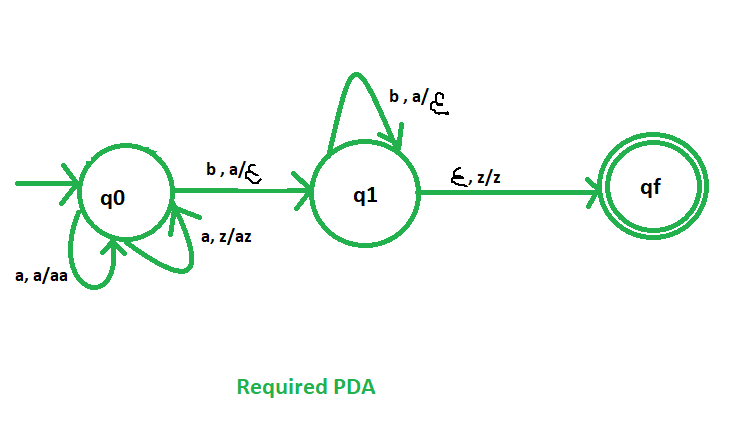 b , a/ε
b, a/ε
ε, z/z
q0
q1
qf
a, z/az
a, a/aa
Required PDA